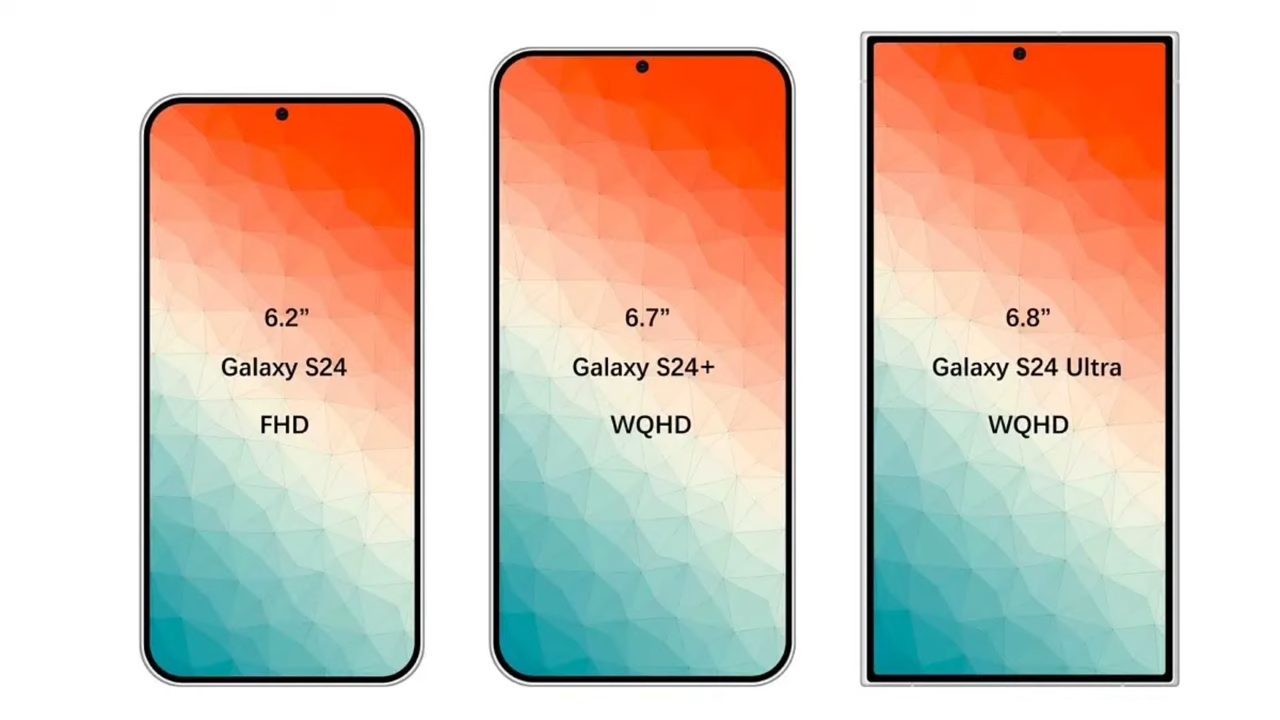 6.2”
Galaxy S24
FHD
6.7”
Galaxy S24+
WQHD
6.8”
Galaxy S24 Ultra
WQHD